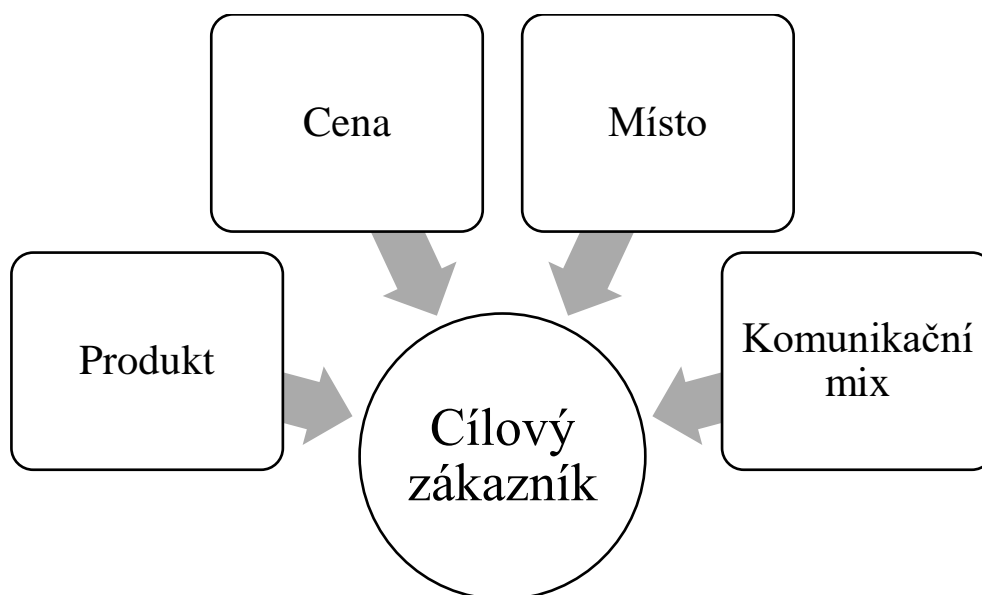 Cena
Místo
Produkt
Komunikační
mix
Cílový
zákazník